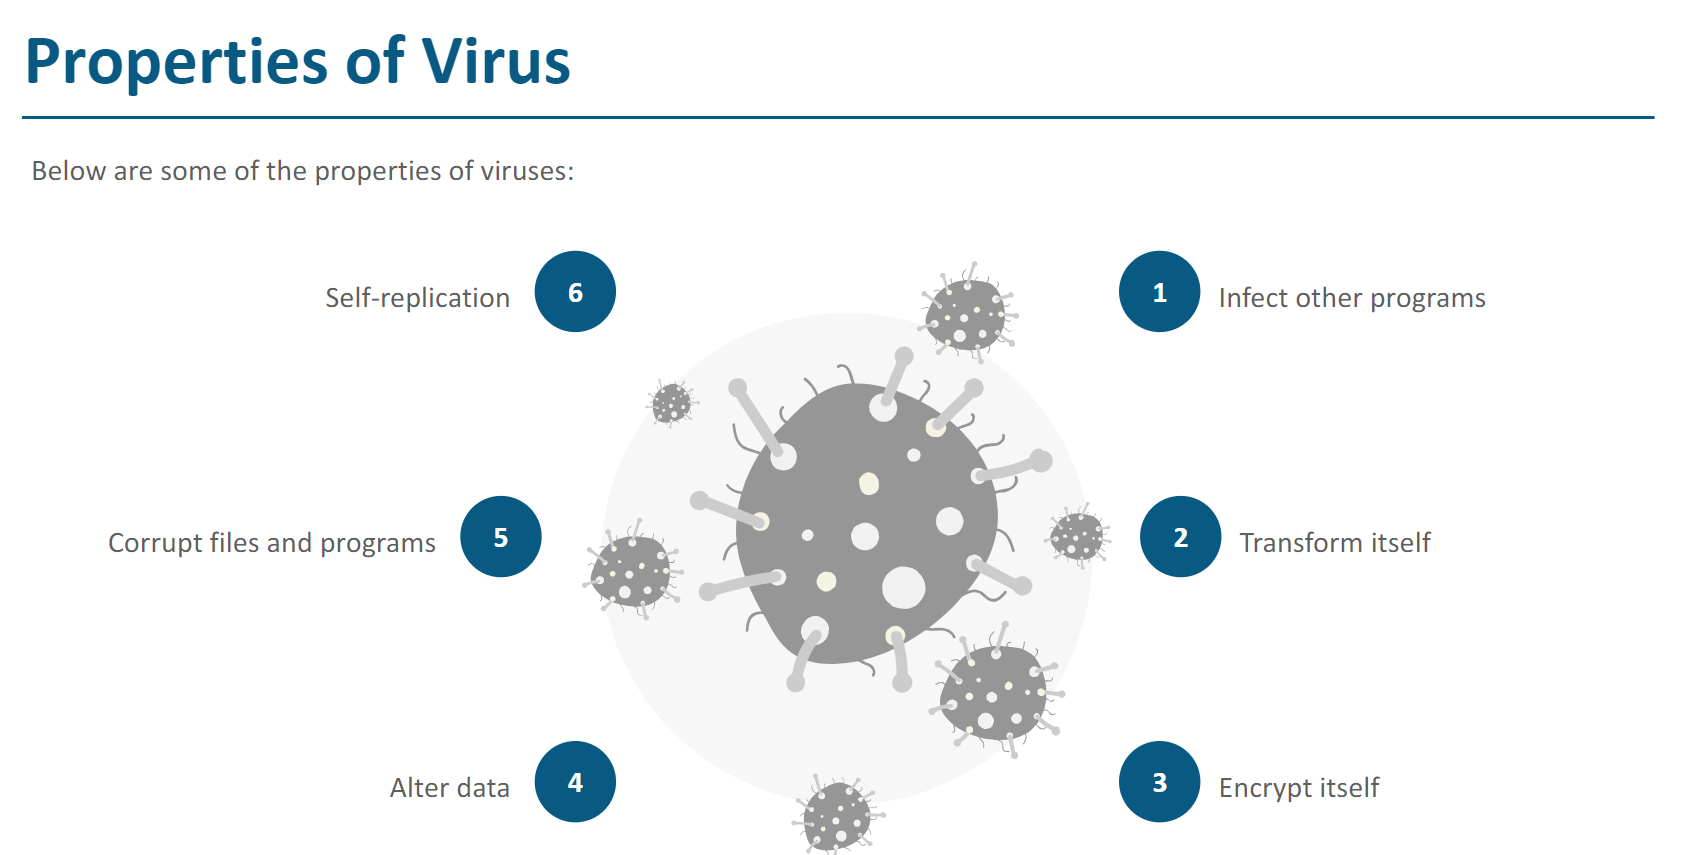 Properties of Virus
Below are some of the properties of viruses:
6
Self-replication
1
Infect other programs
5
Corrupt files and programs
2
Transform itself
4
Alter data
3
Encrypt itself